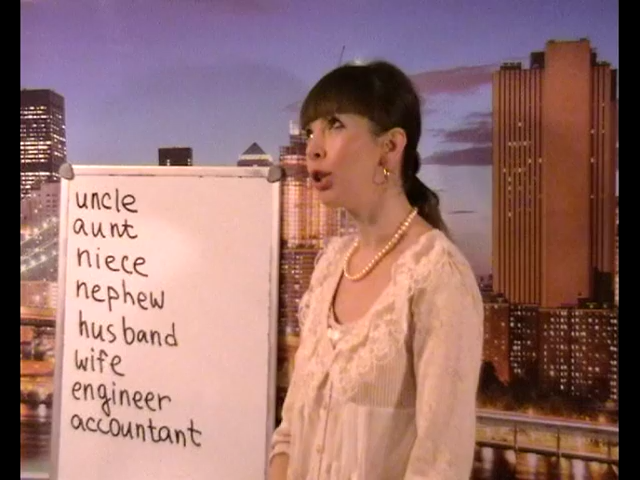 uncle
aunt
niece
nephew
husband
wife
engineer
accountant